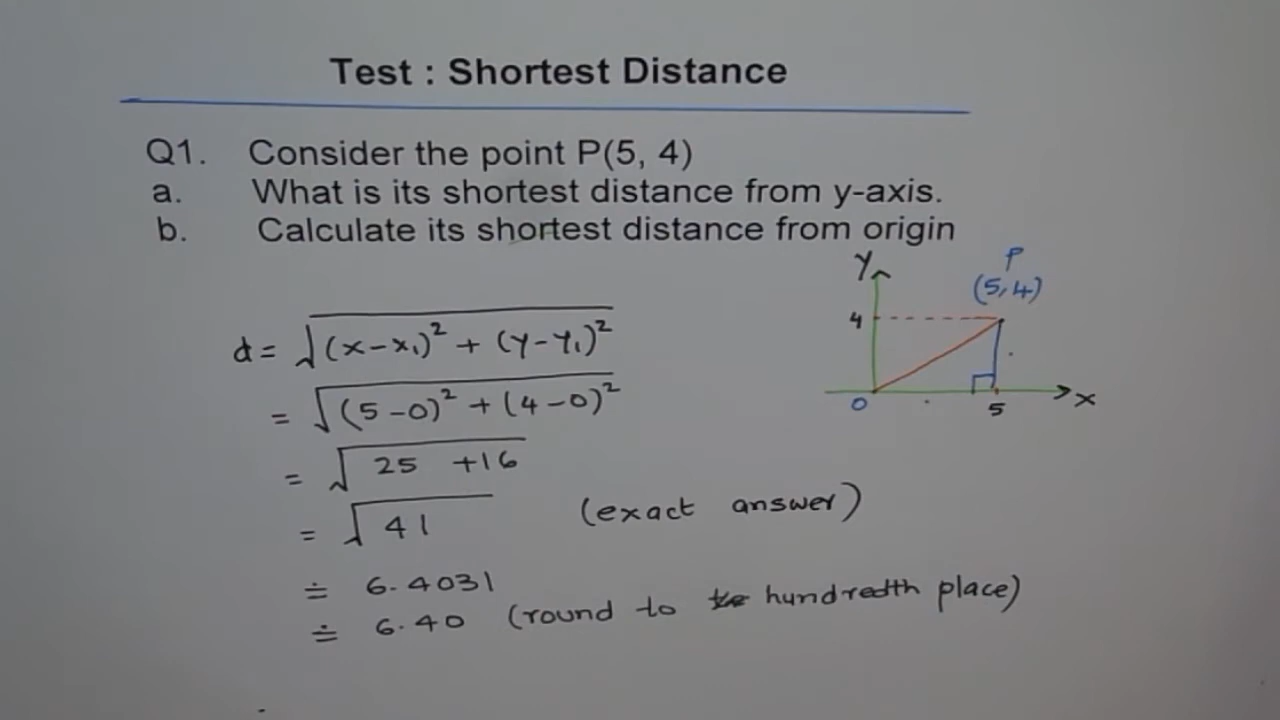 Test : Shortest Distance
Q1. Consider the point P(5, 4)
a. What is its shortest distance from y-axis.
b. Calculate its shortest distance from origin
Y
P
(5,4)
4
O
5
x
d = √(x-x₁)² + (y-y₁)²
= √(5-0)² + (4-0)²
= √25 +16
= √41 (exact answer)
≐ 6.4031
≐ 6.40 (round to hundredth place)